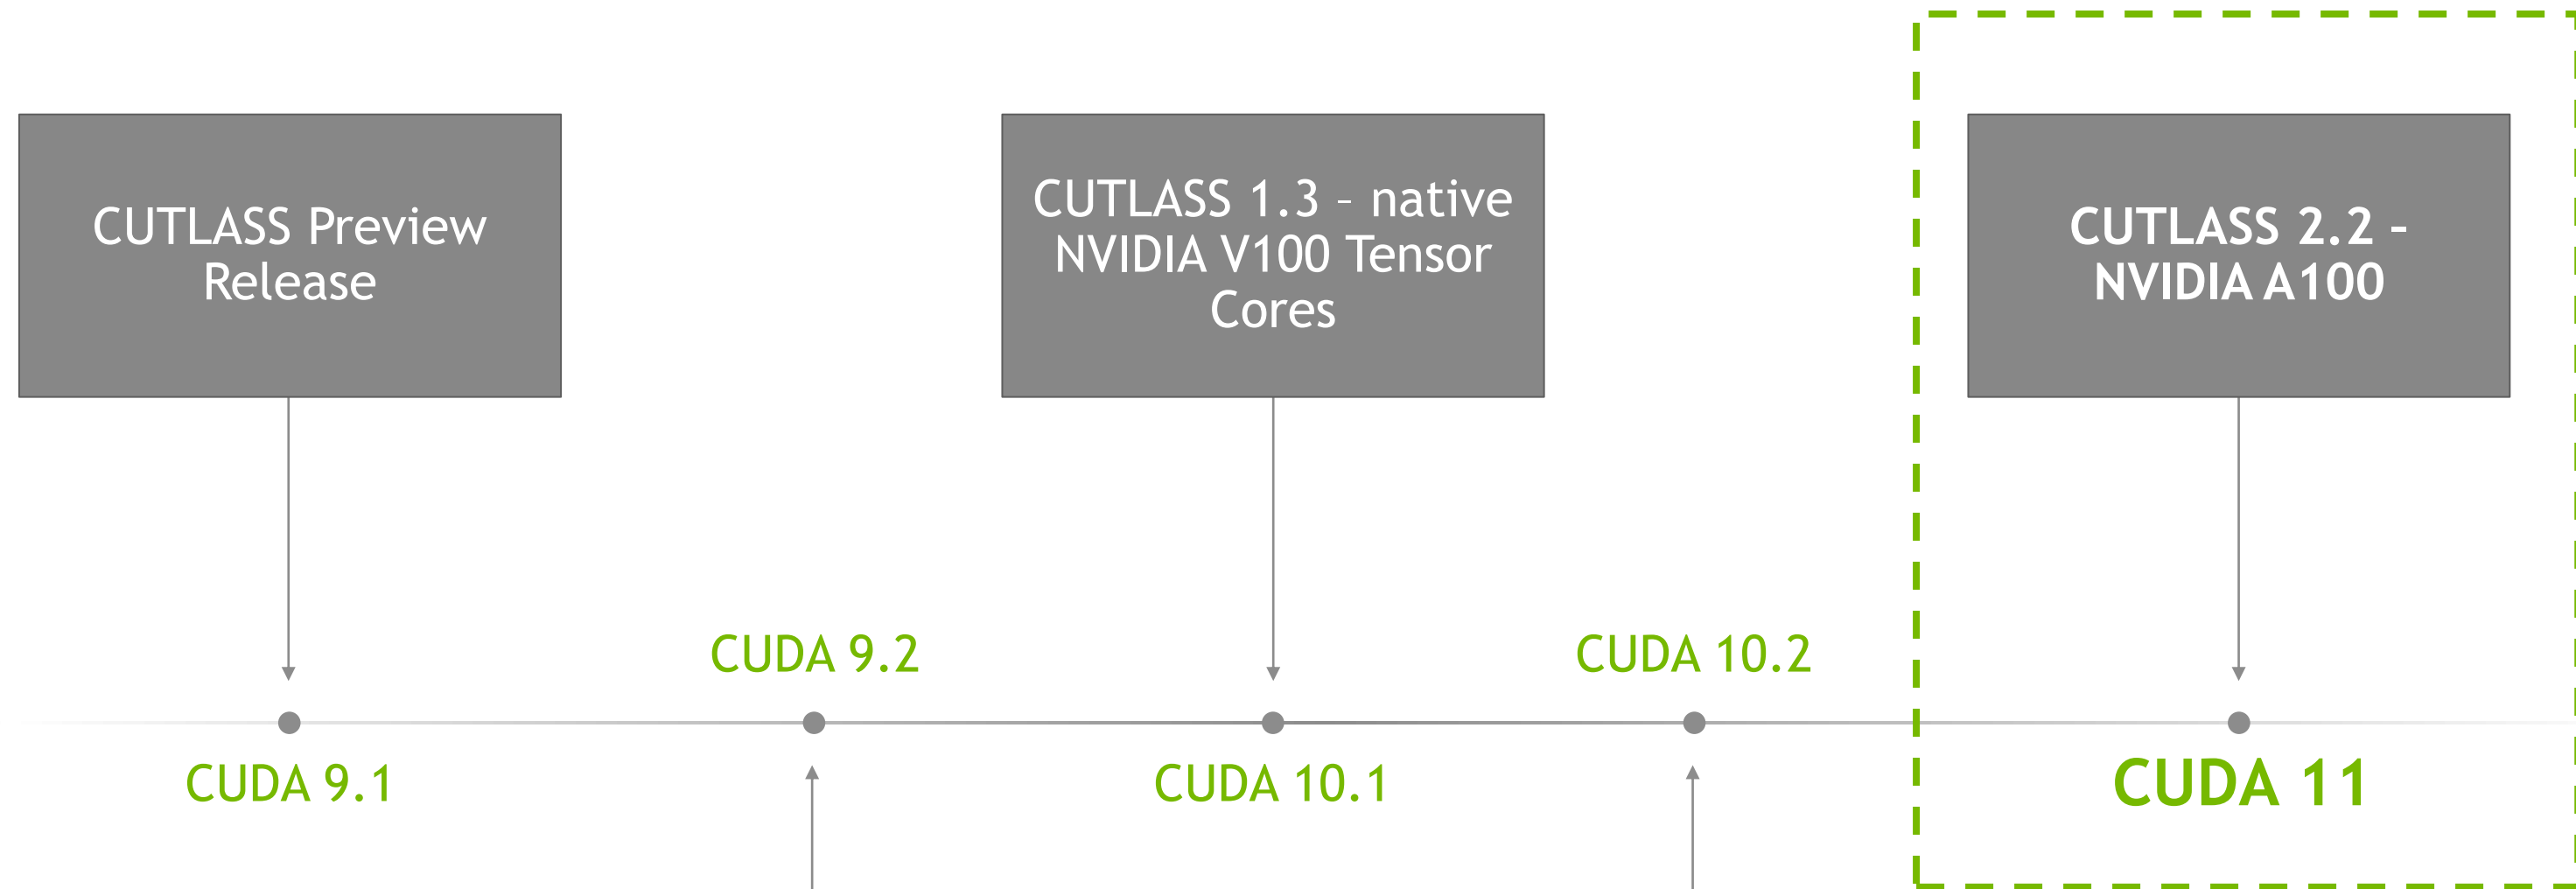 CUTLASS Preview
Release
CUTLASS 1.3 – native
NVIDIA V100 Tensor
Cores
CUTLASS 2.2 –
NVIDIA A100
CUDA 9.2
CUDA 10.2
CUDA 9.1
CUDA 10.1
CUDA 11